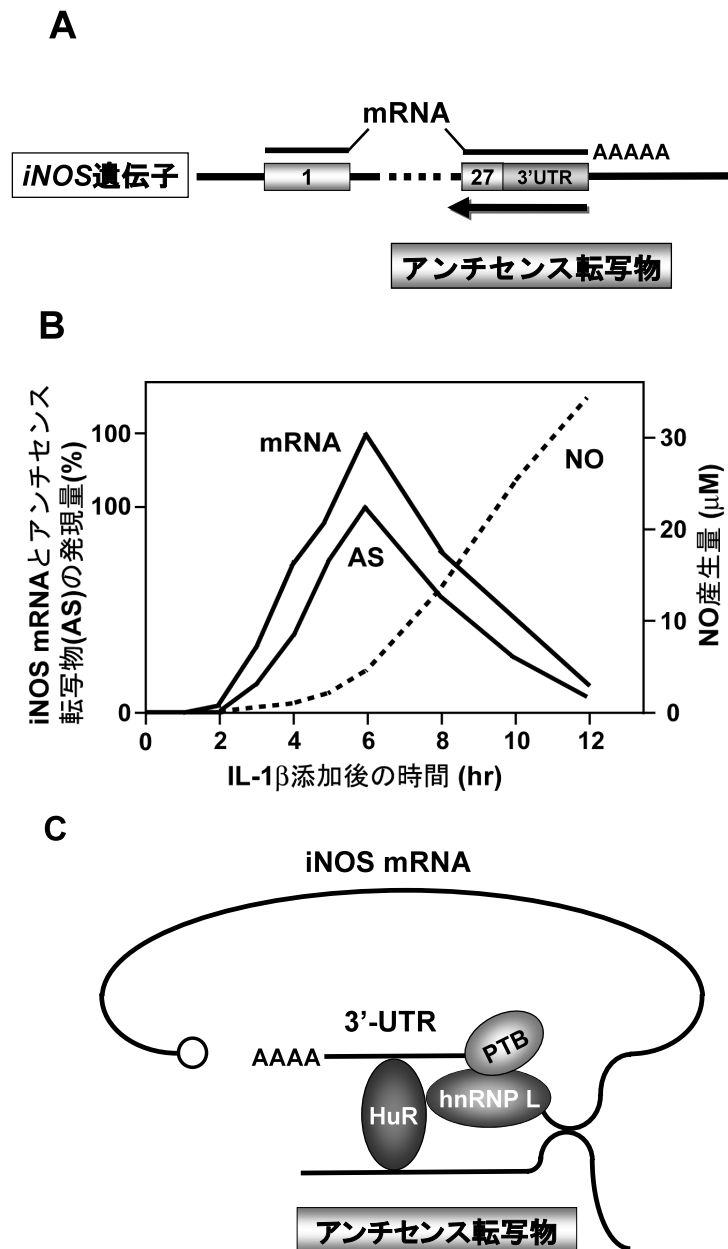 A
mRNA
AAAAA
iNOS遺伝子
1
27
3'UTR
アンチセンス転写物
B
iNOS mRNAとアンチセンス
転写物(AS)の発現量(%)
100
100
0
mRNA
AS
NO
30
20
10
0
NO産生量 (μM)
0 2 4 6 8 10 12
IL-1β添加後の時間 (hr)
C
iNOS mRNA
3'-UTR
AAAA
PTB
hnRNP L
HuR
アンチセンス転写物